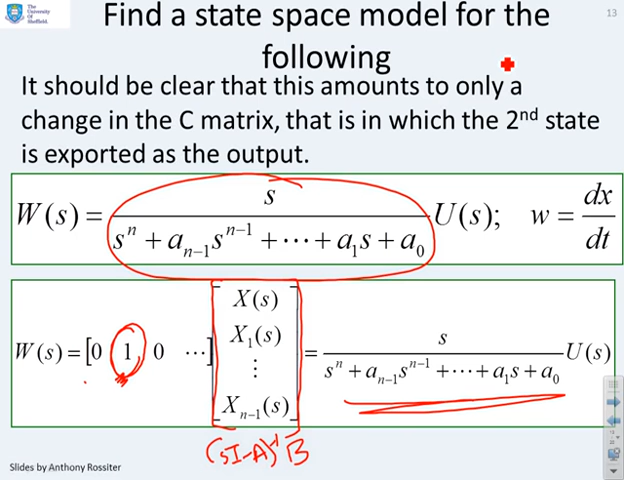 The University Of Sheffield
13
Find a state space model for the
following
It should be clear that this amounts to only a
change in the C matrix, that is in which the 2nd state
is exported as the output.
W(s) = s / (s^n + a_{n-1}s^{n-1} + ⋯ + a_1s + a_0) U(s); w = dx/dt
W(s) = [0 1 0 ⋯] [X(s) X_1(s) ⋮ X_{n-1}(s)] = s / (s^n + a_{n-1}s^{n-1} + ⋯ + a_1s + a_0) U(s)
(sI-A)^{-1} B
Slides by Anthony Rossiter